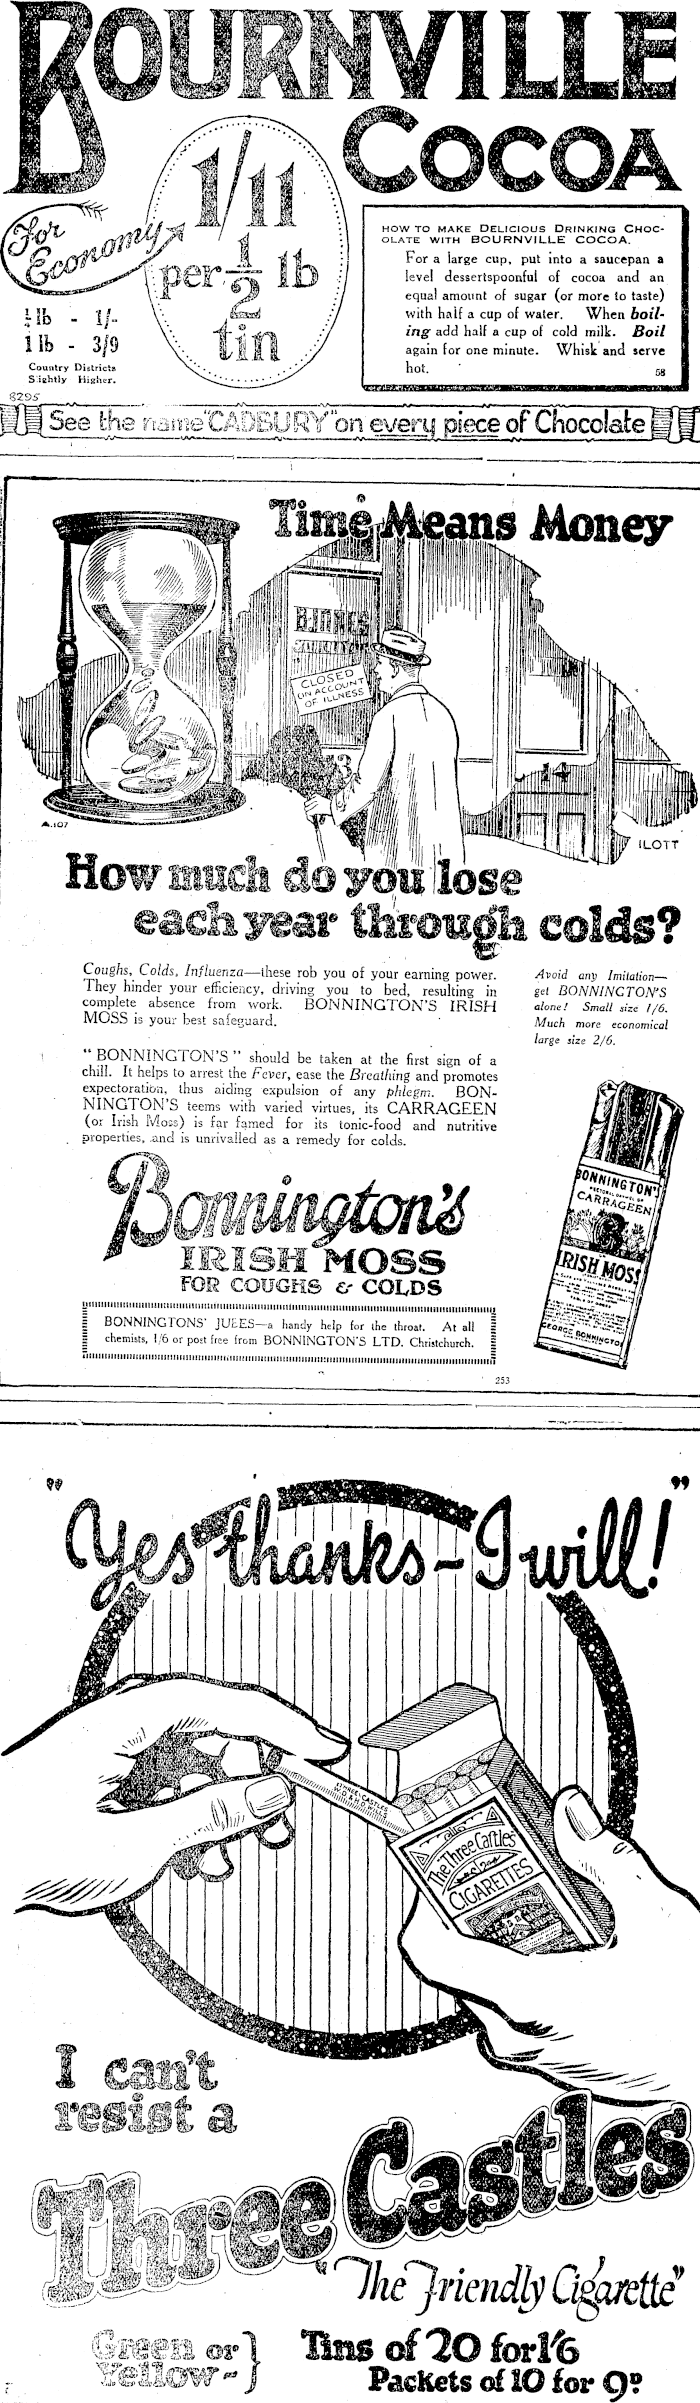 BOURNVILLE
COCOA
For
Economy
1/11
per 1/2 lb
tin
1/4 lb - 1/-
1 lb - 3/9
Country Districts
Slightly Higher.
HOW TO MAKE DELICIOUS DRINKING CHOC-
OLATE WITH BOURNVILLE COCOA.
For a large cup, put into a saucepan a
level dessertspoonful of cocoa and an
equal amount of sugar (or more to taste)
with half a cup of water. When boil-
ing add half a cup of cold milk. Boil
again for one minute. Whisk and serve
hot.
58
8295
See the name "CADBURY" on every piece of Chocolate
Time Means Money
B.JONES
CLOSED
ON ACCOUNT
OF ILLNESS
13
14
A.107
ILOTT
How much do you lose
each year through colds?
Coughs, Colds, Influenza—these rob you of your earning power.
They hinder your efficiency, driving you to bed, resulting in
complete absence from work. BONNINGTON'S IRISH
MOSS is your best safeguard.
"BONNINGTON'S" should be taken at the first sign of a
chill. It helps to arrest the Fever, ease the Breathing and promotes
expectoration, thus aiding expulsion of any phlegm. BON-
NINGTON'S teems with varied virtues, its CARRAGEEN
(or Irish Moss) is far famed for its tonic-food and nutritive
properties, and is unrivalled as a remedy for colds.
Avoid any Imitation—
get BONNINGTON'S
alone! Small size 1/6.
Much more economical
large size 2/6.
BONNINGTON'S
CARRAGEEN
IRISH MOSS
GEORGE BONNINGTON
Bonnington's
IRISH MOSS
FOR COUGHS & COLDS
BONNINGTONS' JUBES—a handy help for the throat. At all
chemists, 1/6 or post free from BONNINGTON'S LTD. Christchurch.
253
"Yes thanks - I will!"
THREE CASTLES
W.D. & H.O. WILLS
The Three Castles
CIGARETTES
I can't
resist a
Three Castles
"The Friendly Cigarette"
Green or
Yellow-
Tins of 20 for 1'6
Packets of 10 for 9D